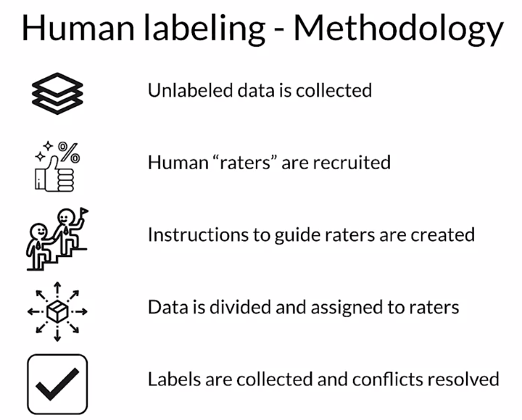 Human labeling - Methodology
Unlabeled data is collected
%
Human “raters” are recruited
Instructions to guide raters are created
Data is divided and assigned to raters
Labels are collected and conflicts resolved